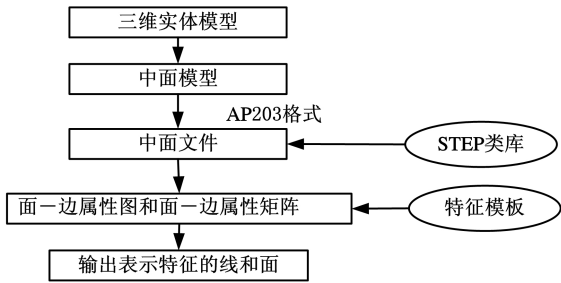 三维实体模型
中面模型
AP203格式
中面文件
STEP类库
面－边属性图和面－边属性矩阵
特征模板
输出表示特征的线和面